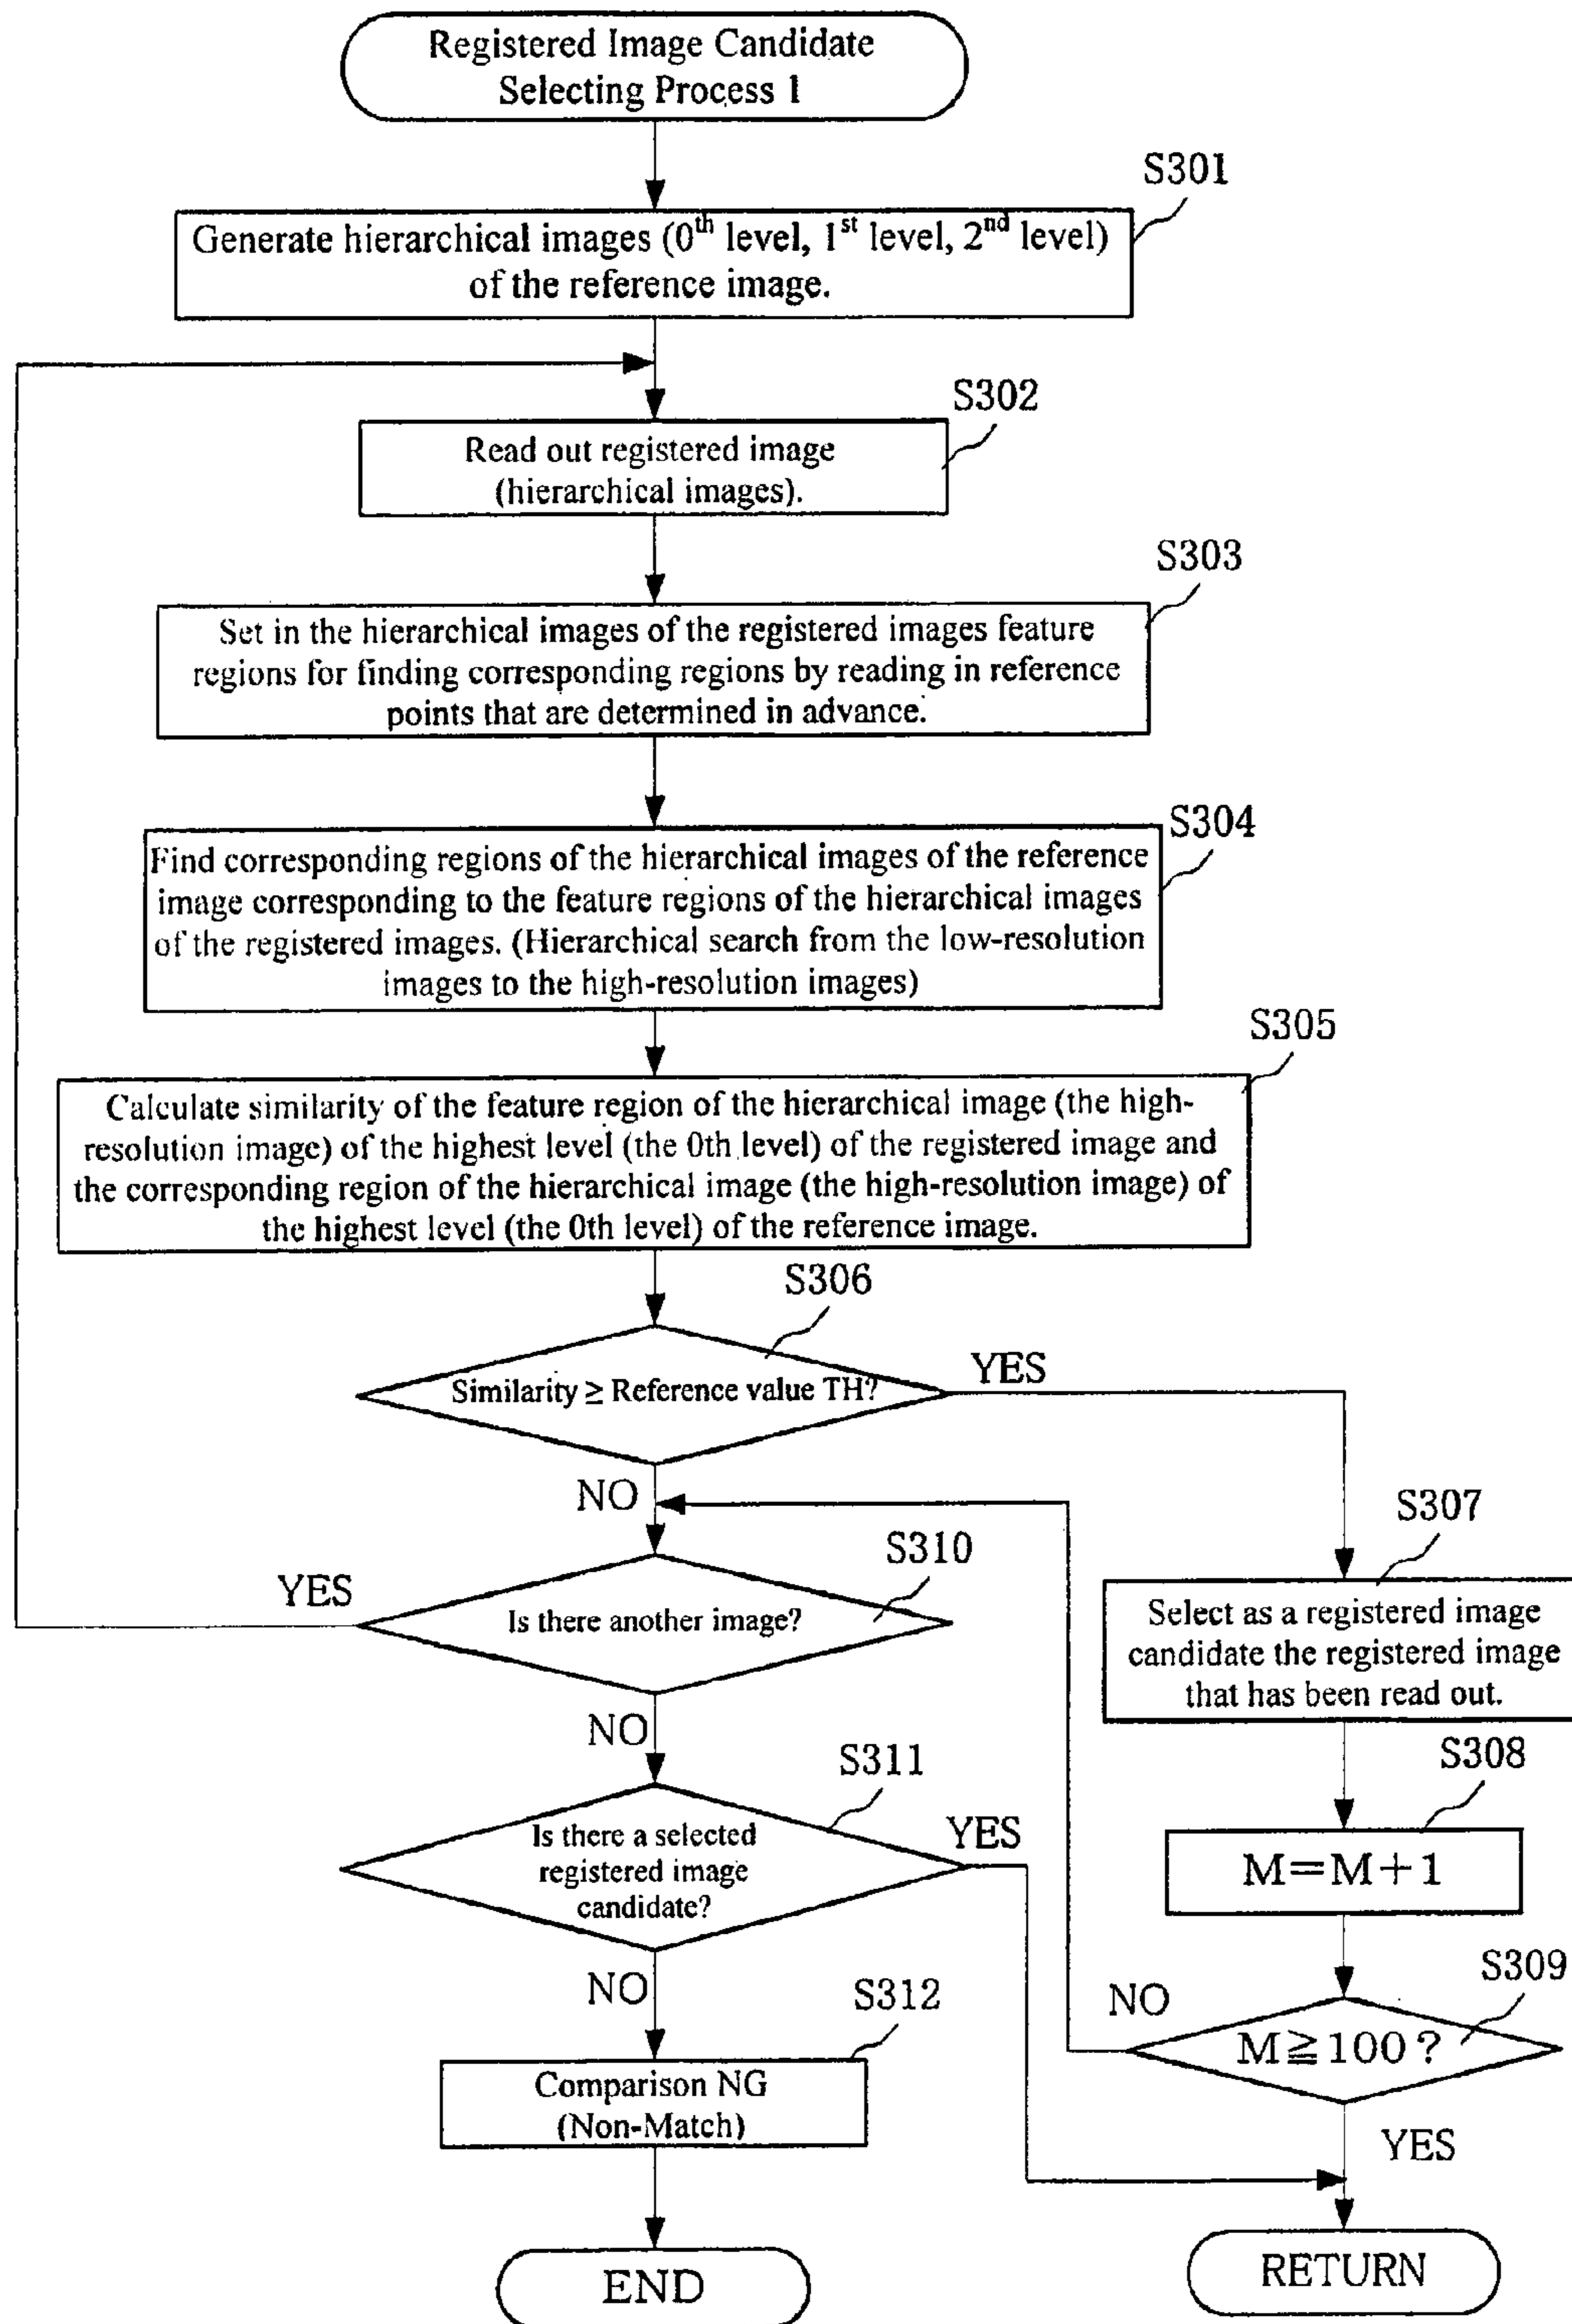 Registered Image Candidate
Selecting Process 1
S301
Generate hierarchical images (0th level, 1st level, 2nd level)
of the reference image.
S302
Read out registered image
(hierarchical images).
S303
Set in the hierarchical images of the registered images feature
regions for finding corresponding regions by reading in reference
points that are determined in advance.
S304
Find corresponding regions of the hierarchical images of the reference
image corresponding to the feature regions of the hierarchical images
of the registered images. (Hierarchical search from the low-resolution
images to the high-resolution images)
S305
Calculate similarity of the feature region of the hierarchical image (the high-
resolution image) of the highest level (the 0th level) of the registered image and
the corresponding region of the hierarchical image (the high-resolution image) of
the highest level (the 0th level) of the reference image.
S306
Similarity ≥ Reference value TH?
YES
NO
S307
Select as a registered image
candidate the registered image
that has been read out.
S310
YES
Is there another image?
NO
S308
M=M+1
S311
Is there a selected
registered image
candidate?
YES
NO
S309
NO
M≧100?
YES
S312
Comparison NG
(Non-Match)
END
RETURN